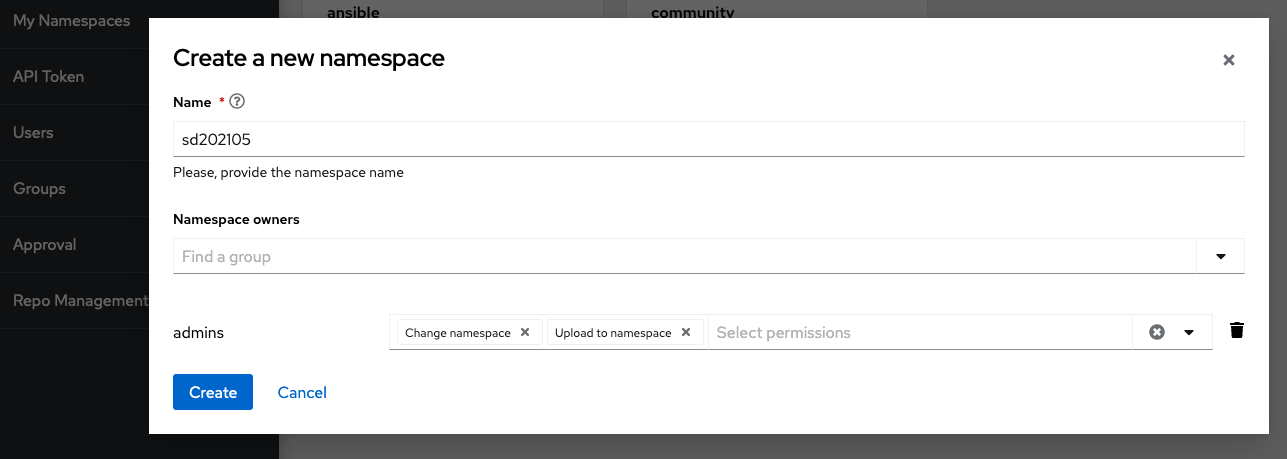 My Namespaces
API Token
Users
Groups
Approval
Repo Management
ansible
community
Create a new namespace
Name *
sd202105
Please, provide the namespace name
Namespace owners
Find a group
admins
Change namespace
Upload to namespace
Select permissions
Create
Cancel